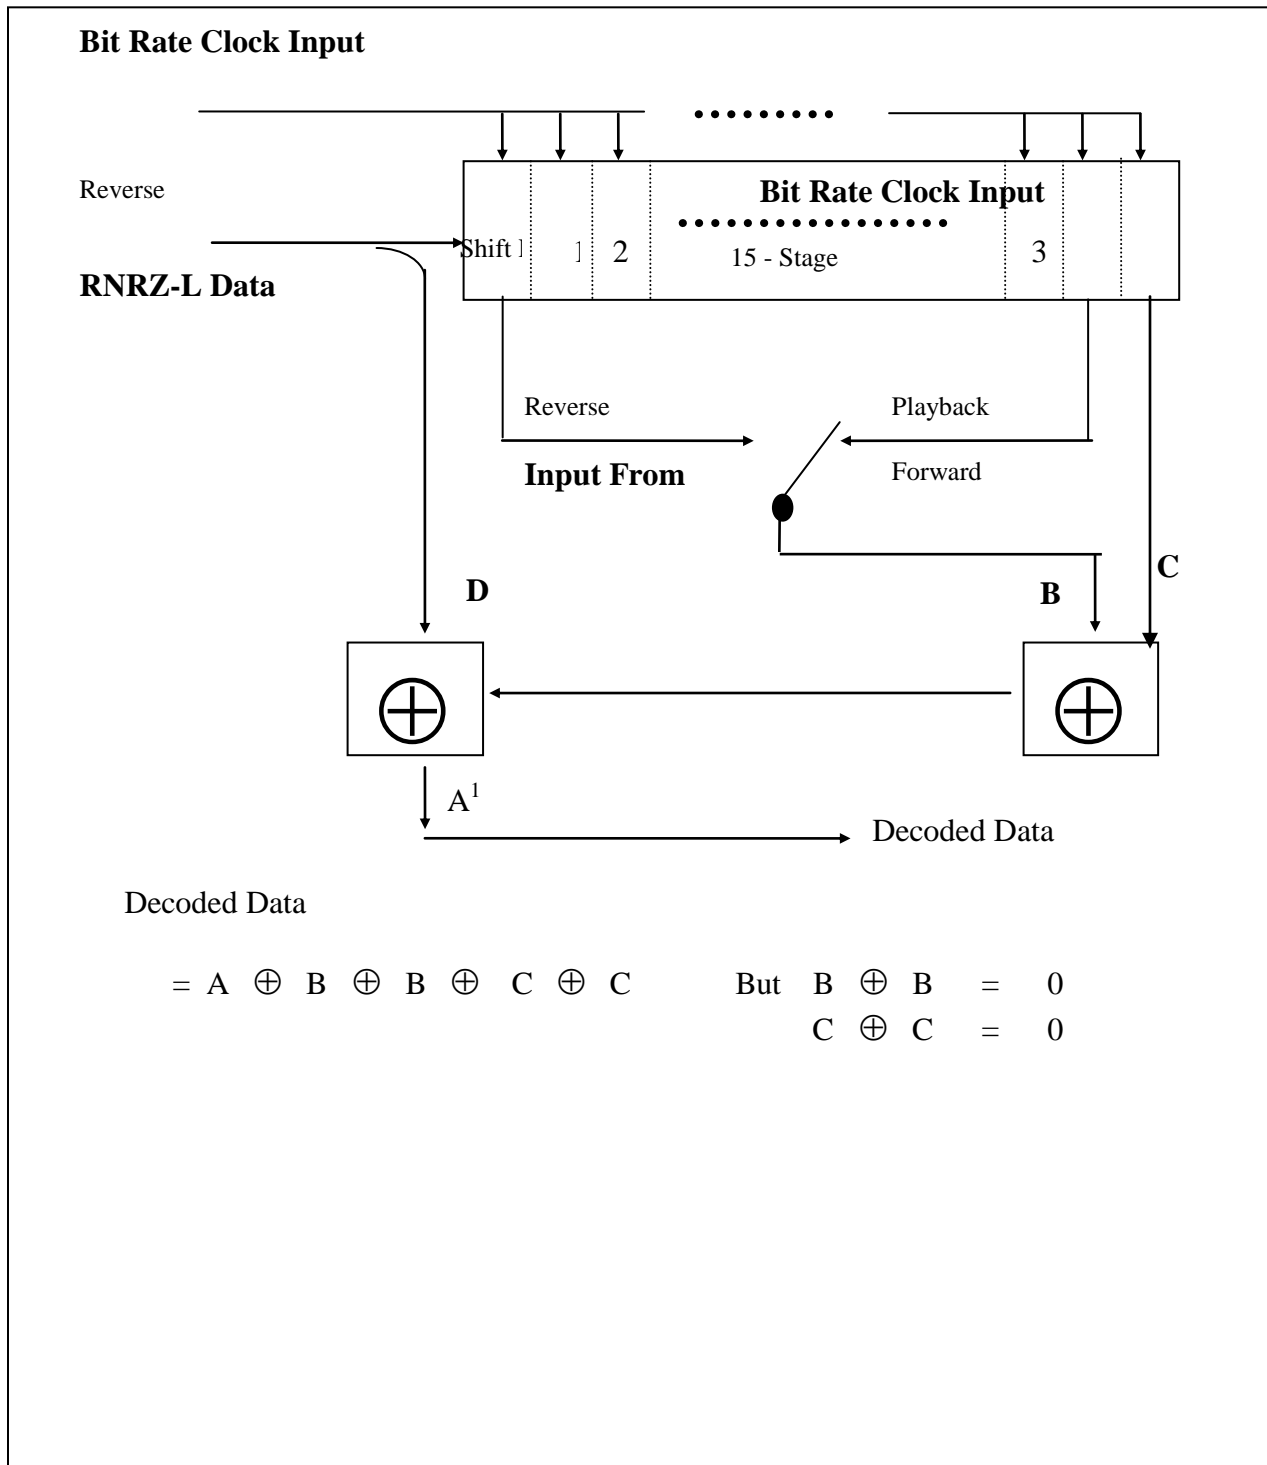 Bit Rate Clock Input
Reverse
Bit Rate Clock Input
Shift
1 2 15 - Stage 3
RNRZ-L Data
Reverse Playback
Input From Forward
D B C
A¹
Decoded Data
Decoded Data
= A ⊕ B ⊕ B ⊕ C ⊕ C But B ⊕ B = 0
C ⊕ C = 0